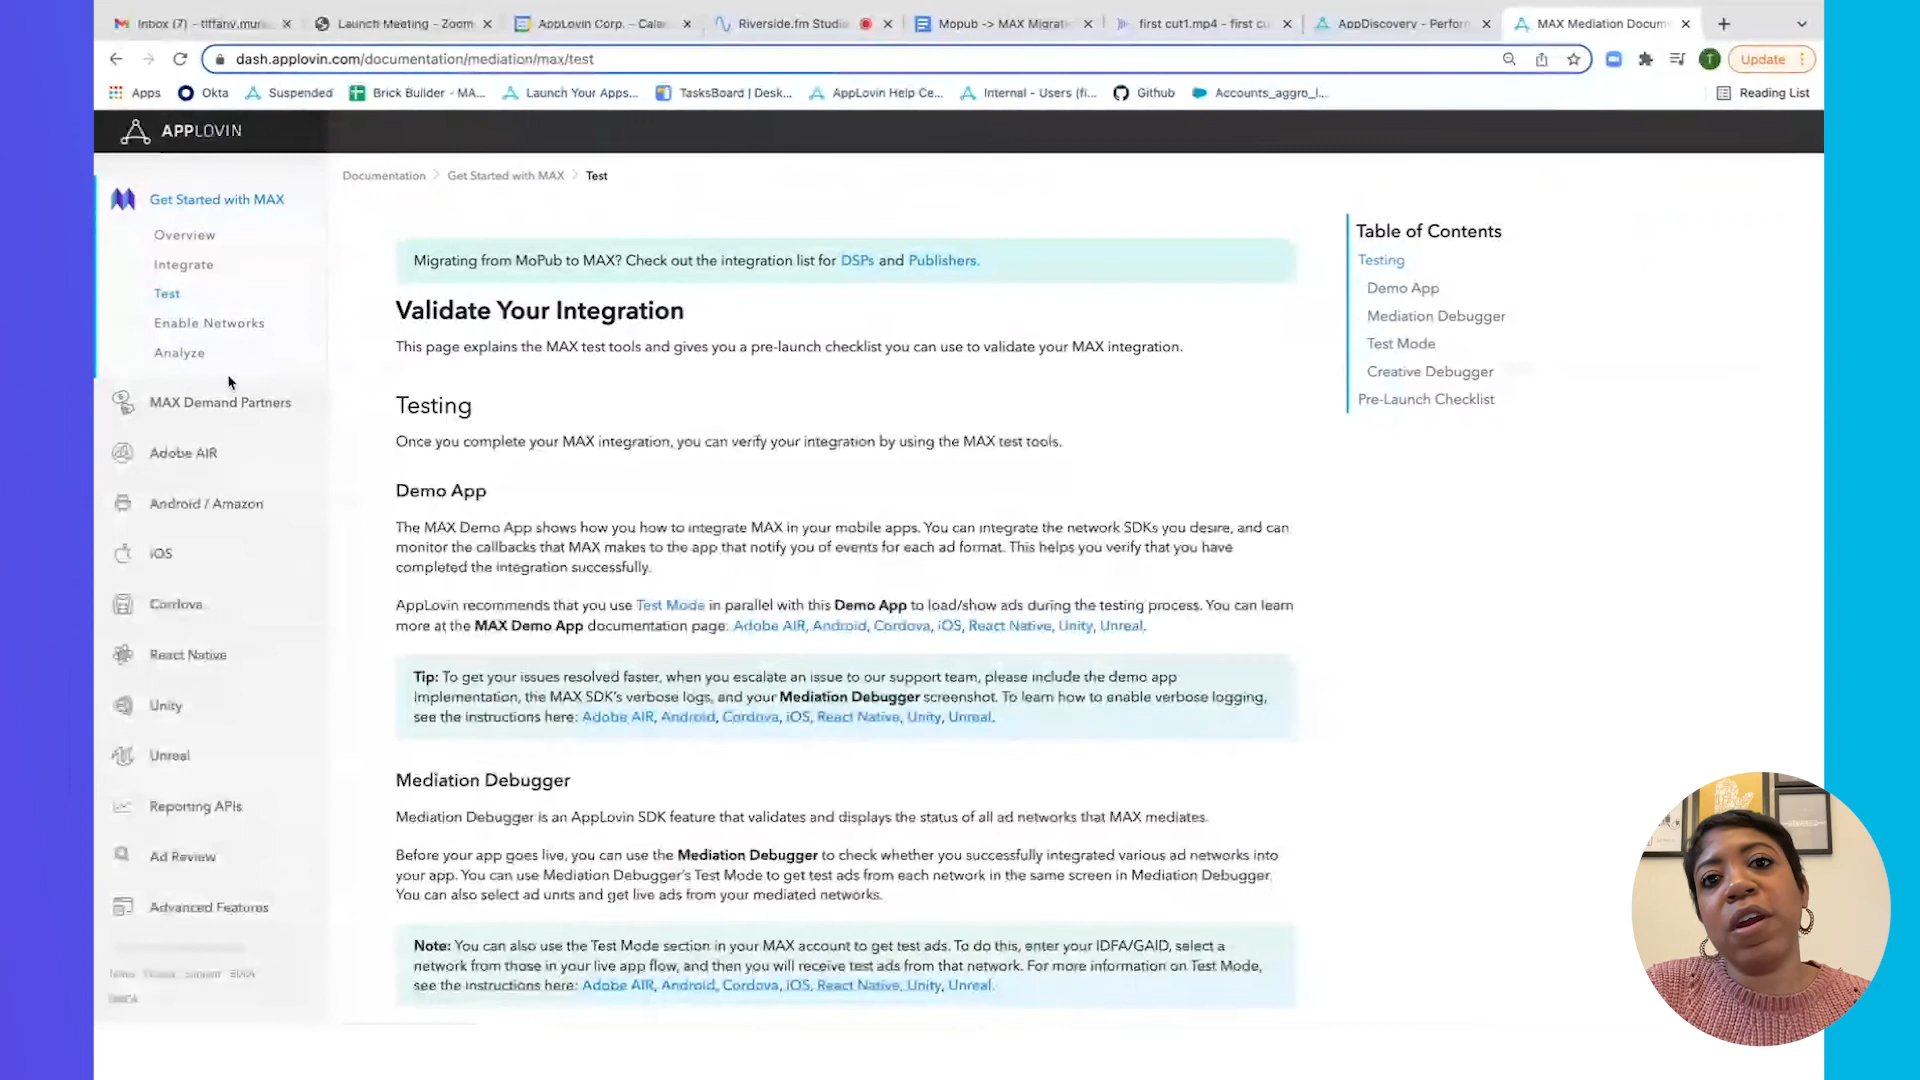 Inbox (7) – tiffany.mur
Launch Meeting - Zoom
AppLovin Corp. – Cale
Riverside.fm Studi
Mopub -> MAX Migrati
first cut1.mp4 - first cu
AppDiscovery - Perfor
MAX Mediation Docum
dash.applovin.com/documentation/mediation/max/test
T
Update
Apps
Okta
Suspended
Brick Builder - MA...
Launch Your Apps...
TasksBoard | Desk...
AppLovin Help Ce...
Internal - Users (fi...
Github
Accounts_aggro_l...
Reading List
APPLOVIN
Get Started with MAX
Overview
Integrate
Test
Enable Networks
Analyze
MAX Demand Partners
Adobe AIR
Android / Amazon
iOS
Cordova
React Native
Unity
Unreal
Reporting APIs
Ad Review
Advanced Features
Support
Documentation > Get Started with MAX > Test
Migrating from MoPub to MAX? Check out the integration list for DSPs and Publishers.
Validate Your Integration
This page explains the MAX test tools and gives you a pre-launch checklist you can use to validate your MAX integration.
Testing
Once you complete your MAX integration, you can verify your integration by using the MAX test tools.
Demo App
The MAX Demo App shows how you how to integrate MAX in your mobile apps. You can integrate the network SDKs you desire, and can
monitor the callbacks that MAX makes to the app that notify you of events for each ad format. This helps you verify that you have
completed the integration successfully.
AppLovin recommends that you use Test Mode in parallel with this Demo App to load/show ads during the testing process. You can learn
more at the MAX Demo App documentation page: Adobe AIR, Android, Cordova, iOS, React Native, Unity, Unreal.
Tip: To get your issues resolved faster, when you escalate an issue to our support team, please include the demo app
implementation, the MAX SDK's verbose logs, and your Mediation Debugger screenshot. To learn how to enable verbose logging,
see the instructions here: Adobe AIR, Android, Cordova, iOS, React Native, Unity, Unreal.
Mediation Debugger
Mediation Debugger is an AppLovin SDK feature that validates and displays the status of all ad networks that MAX mediates.
Before your app goes live, you can use the Mediation Debugger to check whether you successfully integrated various ad networks into
your app. You can use Mediation Debugger's Test Mode to get test ads from each network in the same screen in Mediation Debugger.
You can also select ad units and get live ads from your mediated networks.
Note: You can also use the Test Mode section in your MAX account to get test ads. To do this, enter your IDFA/GAID, select a
network from those in your live app flow, and then you will receive test ads from that network. For more information on Test Mode,
see the instructions here: Adobe AIR, Android, Cordova, iOS, React Native, Unity, Unreal.
Table of Contents
Testing
Demo App
Mediation Debugger
Test Mode
Creative Debugger
Pre-Launch Checklist